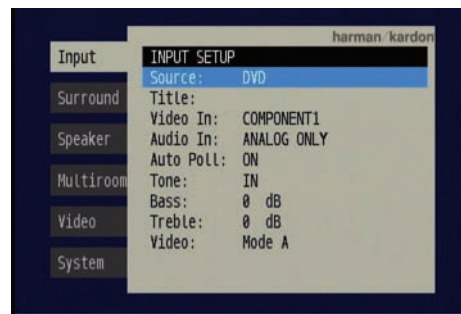 harman/kardon
Input
Surround
Speaker
Multiroom
Video
System
INPUT SETUP
Source: DVD
Title:
Video In: COMPONENT1
Audio In: ANALOG ONLY
Auto Poll: ON
Tone: IN
Bass: 0 dB
Treble: 0 dB
Video: Mode A